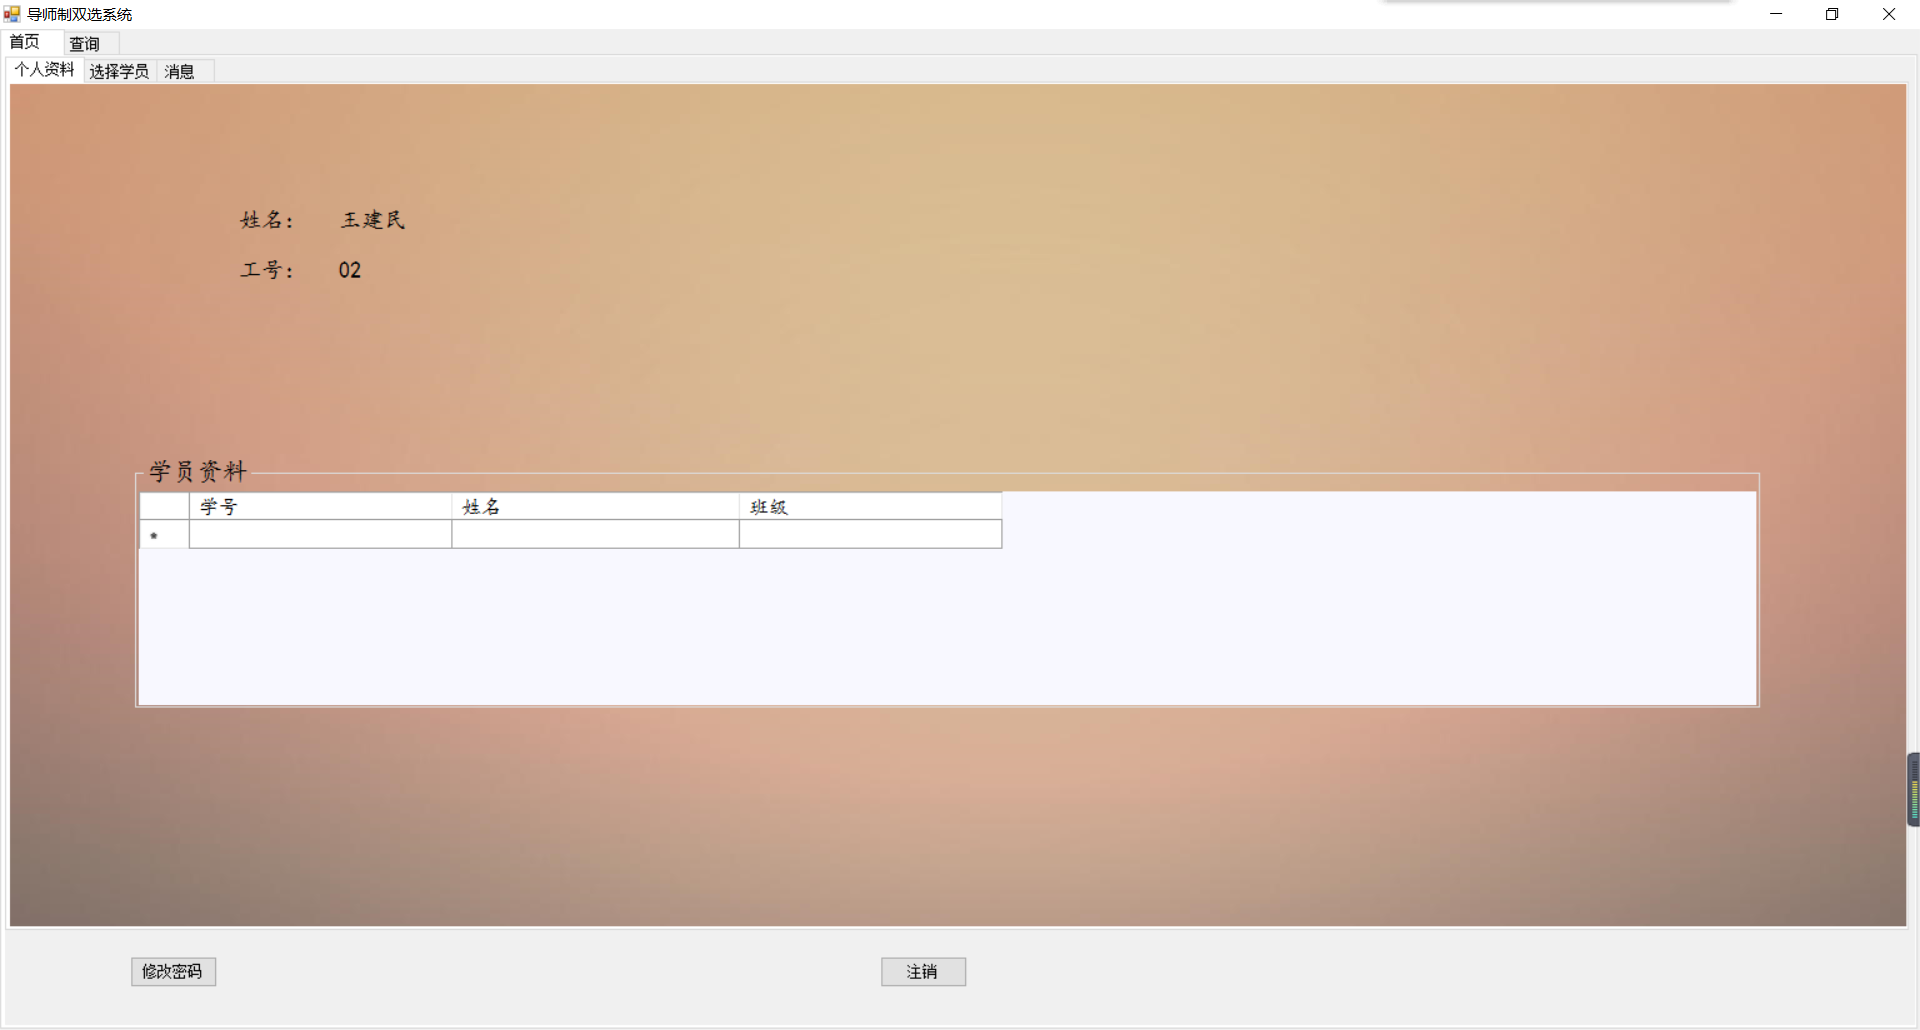 导师制双选系统
首页 查询
个人资料 选择学员 消息
姓名： 王建民
工号： 02
学员资料
学号 姓名 班级
*
修改密码 注销